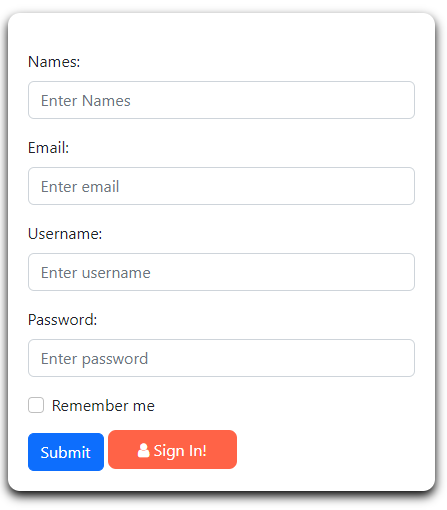 Names:
Enter Names
Email:
Enter email
Username:
Enter username
Password:
Enter password
Remember me
Submit Sign In!